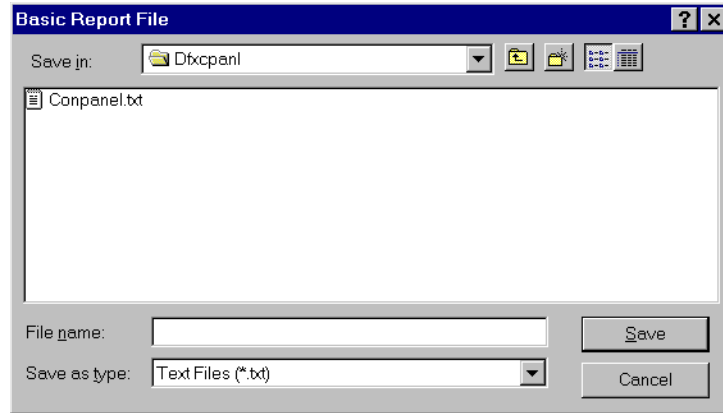 Basic Report File
Save in: Dfxcpanl
Conpanel.txt
File name: Save
Save as type: Text Files (*.txt) Cancel